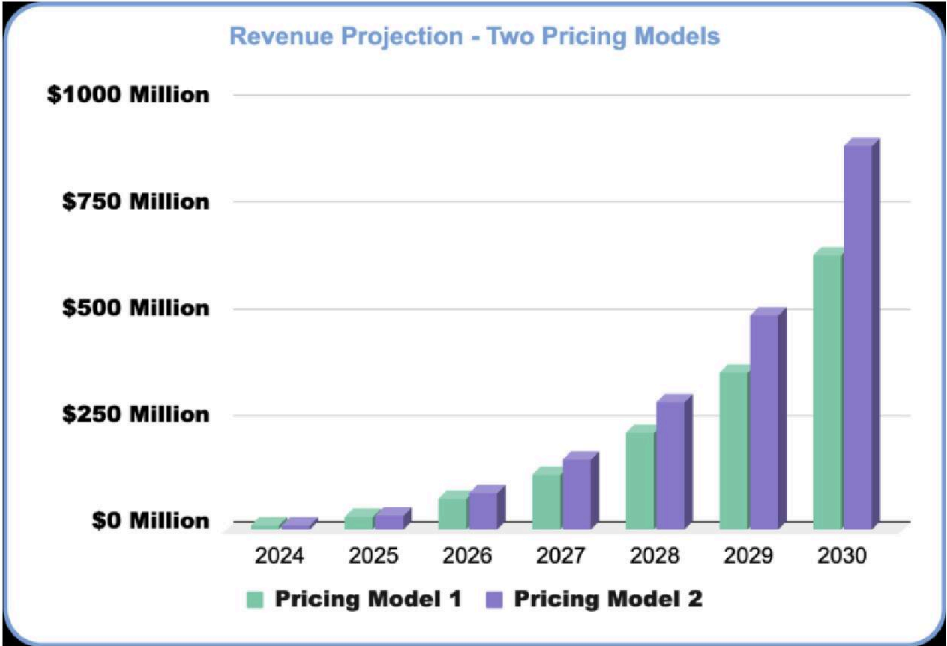 Revenue Projection - Two Pricing Models
$1000 Million
$750 Million
$500 Million
$250 Million
$0 Million
2024 2025 2026 2027 2028 2029 2030
Pricing Model 1 Pricing Model 2